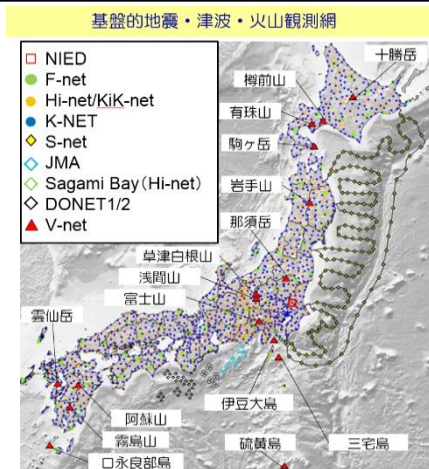 基盤的地震・津波・火山観測網
NIED
F-net
Hi-net/KiK-net
K-NET
S-net
JMA
Sagami Bay（Hi-net）
DONET1/2
V-net
十勝岳
樽前山
有珠山
駒ヶ岳
岩手山
那須岳
草津白根山
浅間山
富士山
雲仙岳
伊豆大島
阿蘇山
霧島山
硫黄島
三宅島
口永良部島